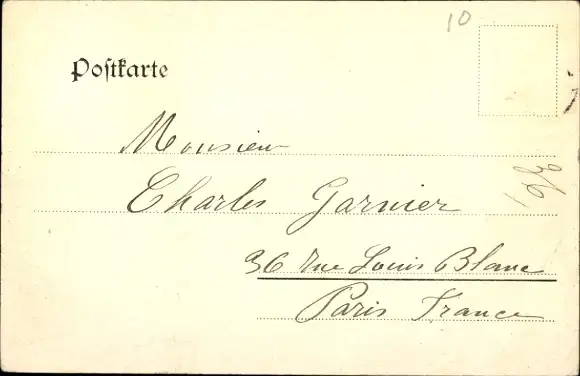 10
Postkarte
Monsieur
Charles Garnier
36 rue Louis Blanc
Paris France